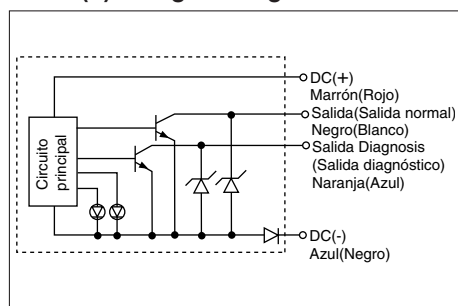 Circuito
principal
DC(+)
Marrón(Rojo)
Salida(Salida normal)
Negro(Blanco)
Salida Diagnosis
(Salida diagnóstico)
Naranja(Azul)
DC(-)
Azul(Negro)